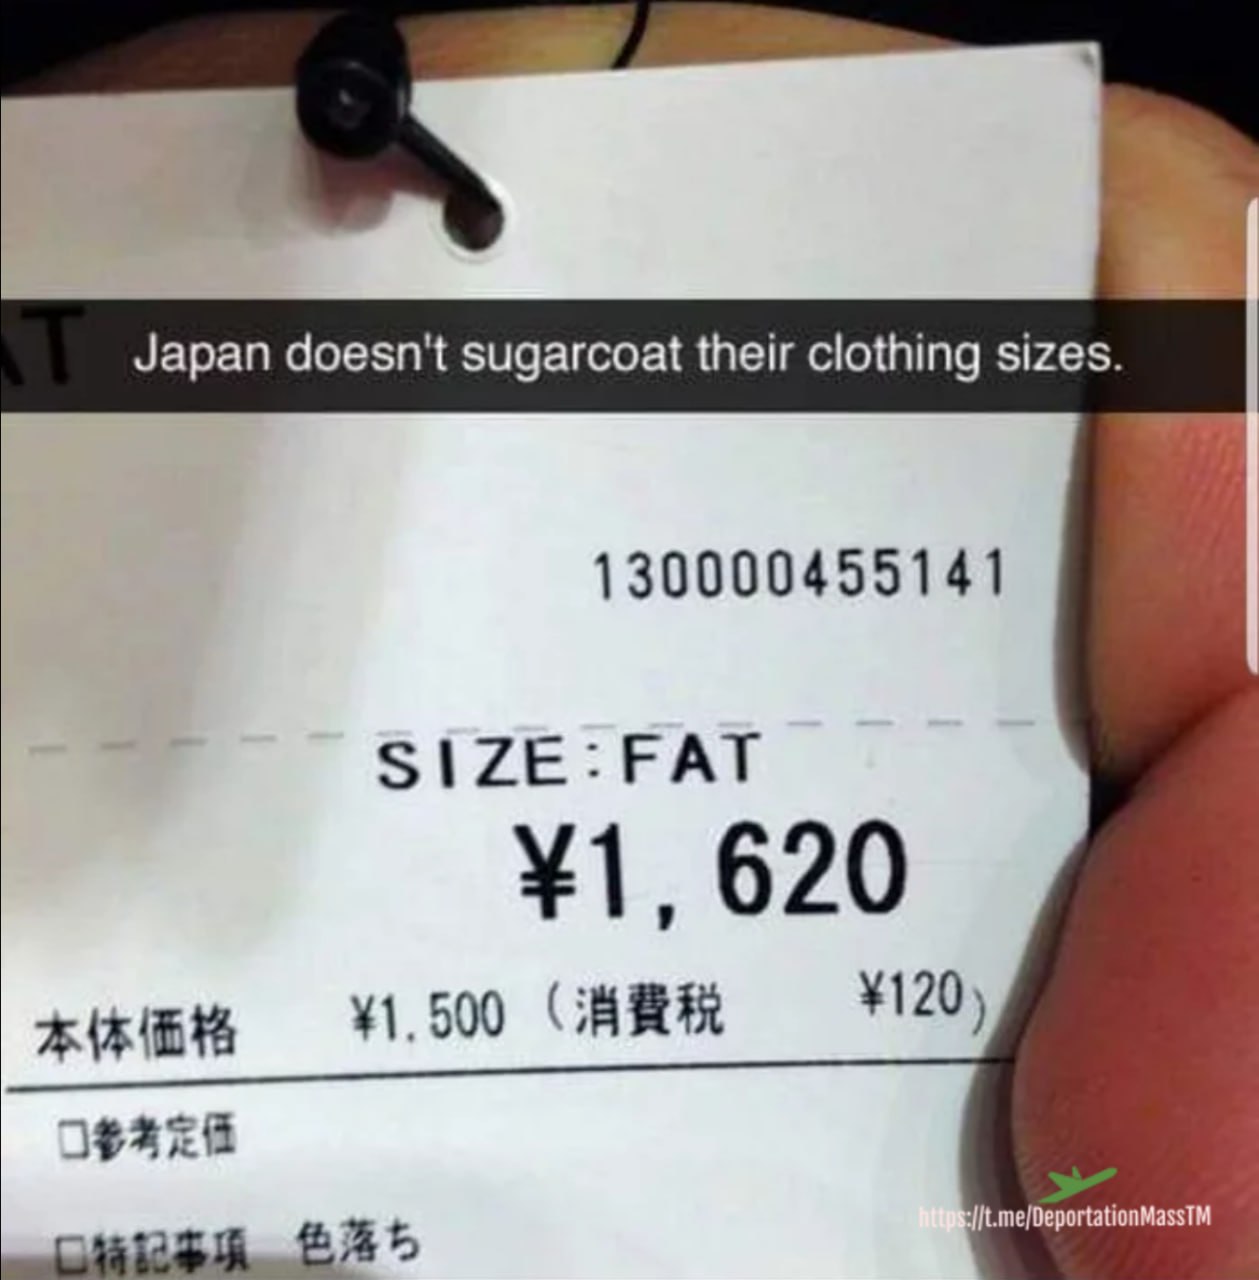 AT
Japan doesn't sugarcoat their clothing sizes.
130000455141
SIZE:FAT
¥1,620
本体価格 ¥1.500 (消費税 ¥120)
□参考定価
□特記事項 色落ち
https://t.me/DeportationMassTM